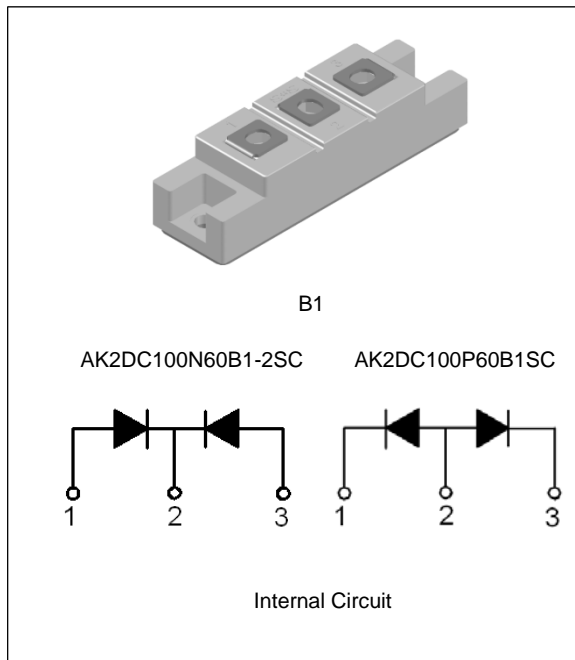 B1
AK2DC100N60B1-2SC AK2DC100P60B1SC
1 2 3 1 2 3
Internal Circuit